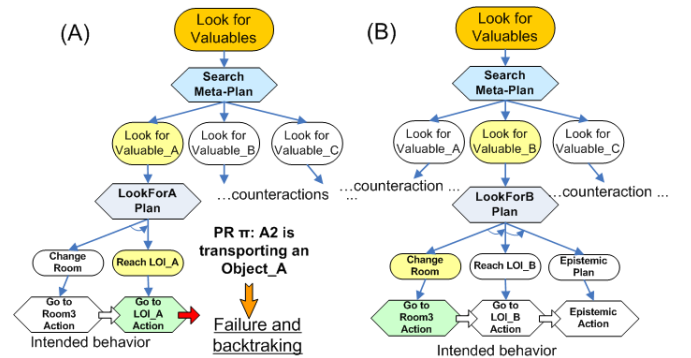 (A)
Look for
Valuables
Search
Meta-Plan
Look for
Valuable_A
Look for
Valuable_B
Look for
Valuable_C
...counteractions ...
LookForA
Plan
PR π: A2 is
transporting an
Object_A
Change
Room
Reach LOI_A
Go to
Room3
Action
Go to
LOI_A
Action
Failure and
backtraking
Intended behavior
(B)
Look for
Valuables
Search
Meta-Plan
Look for
Valuable_A
Look for
Valuable_B
Look for
Valuable_C
...counteraction ...
...counteraction ...
LookForB
Plan
Change
Room
Reach LOI_B
Epistemic
Plan
Go to
Room3
Action
Go to
LOI_B
Action
Epistemic
Action
Intended behavior